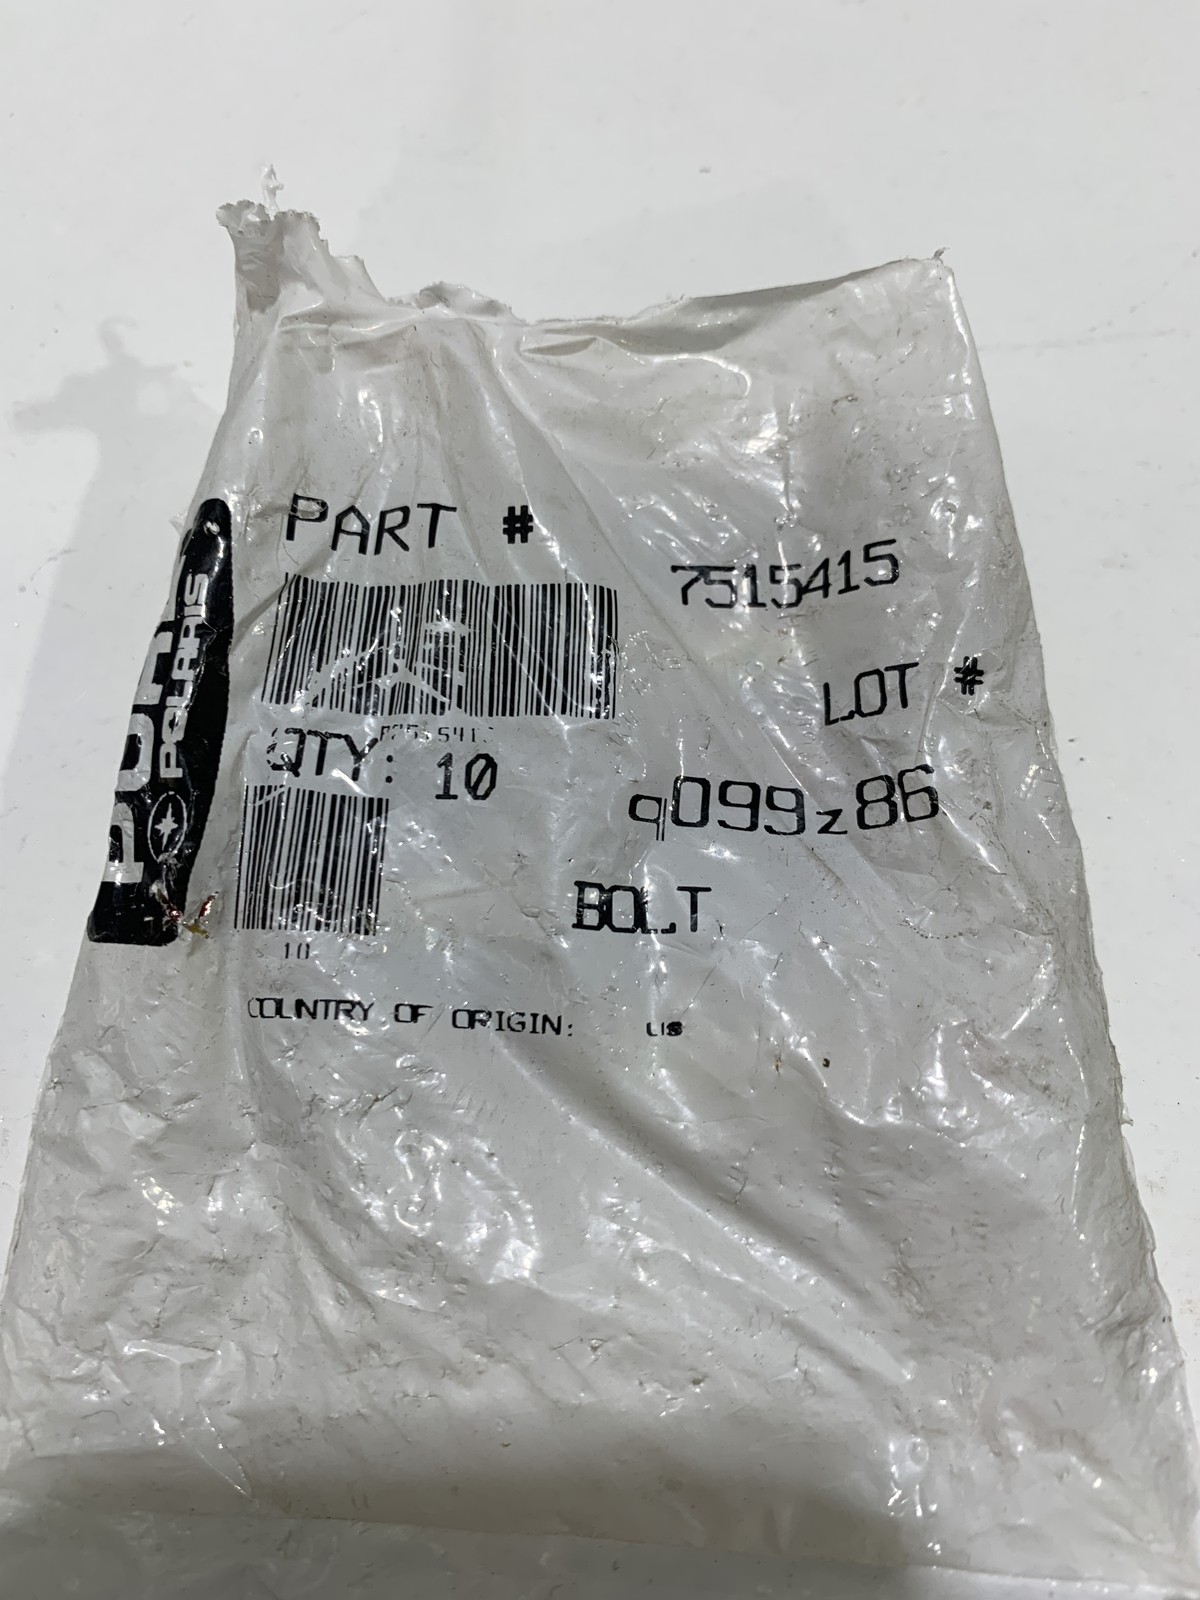 PART #
7515415
LOT #
QTY: 10
q099z86
BOLT
10
COUNTRY OF ORIGIN: US
PURE
POLARIS